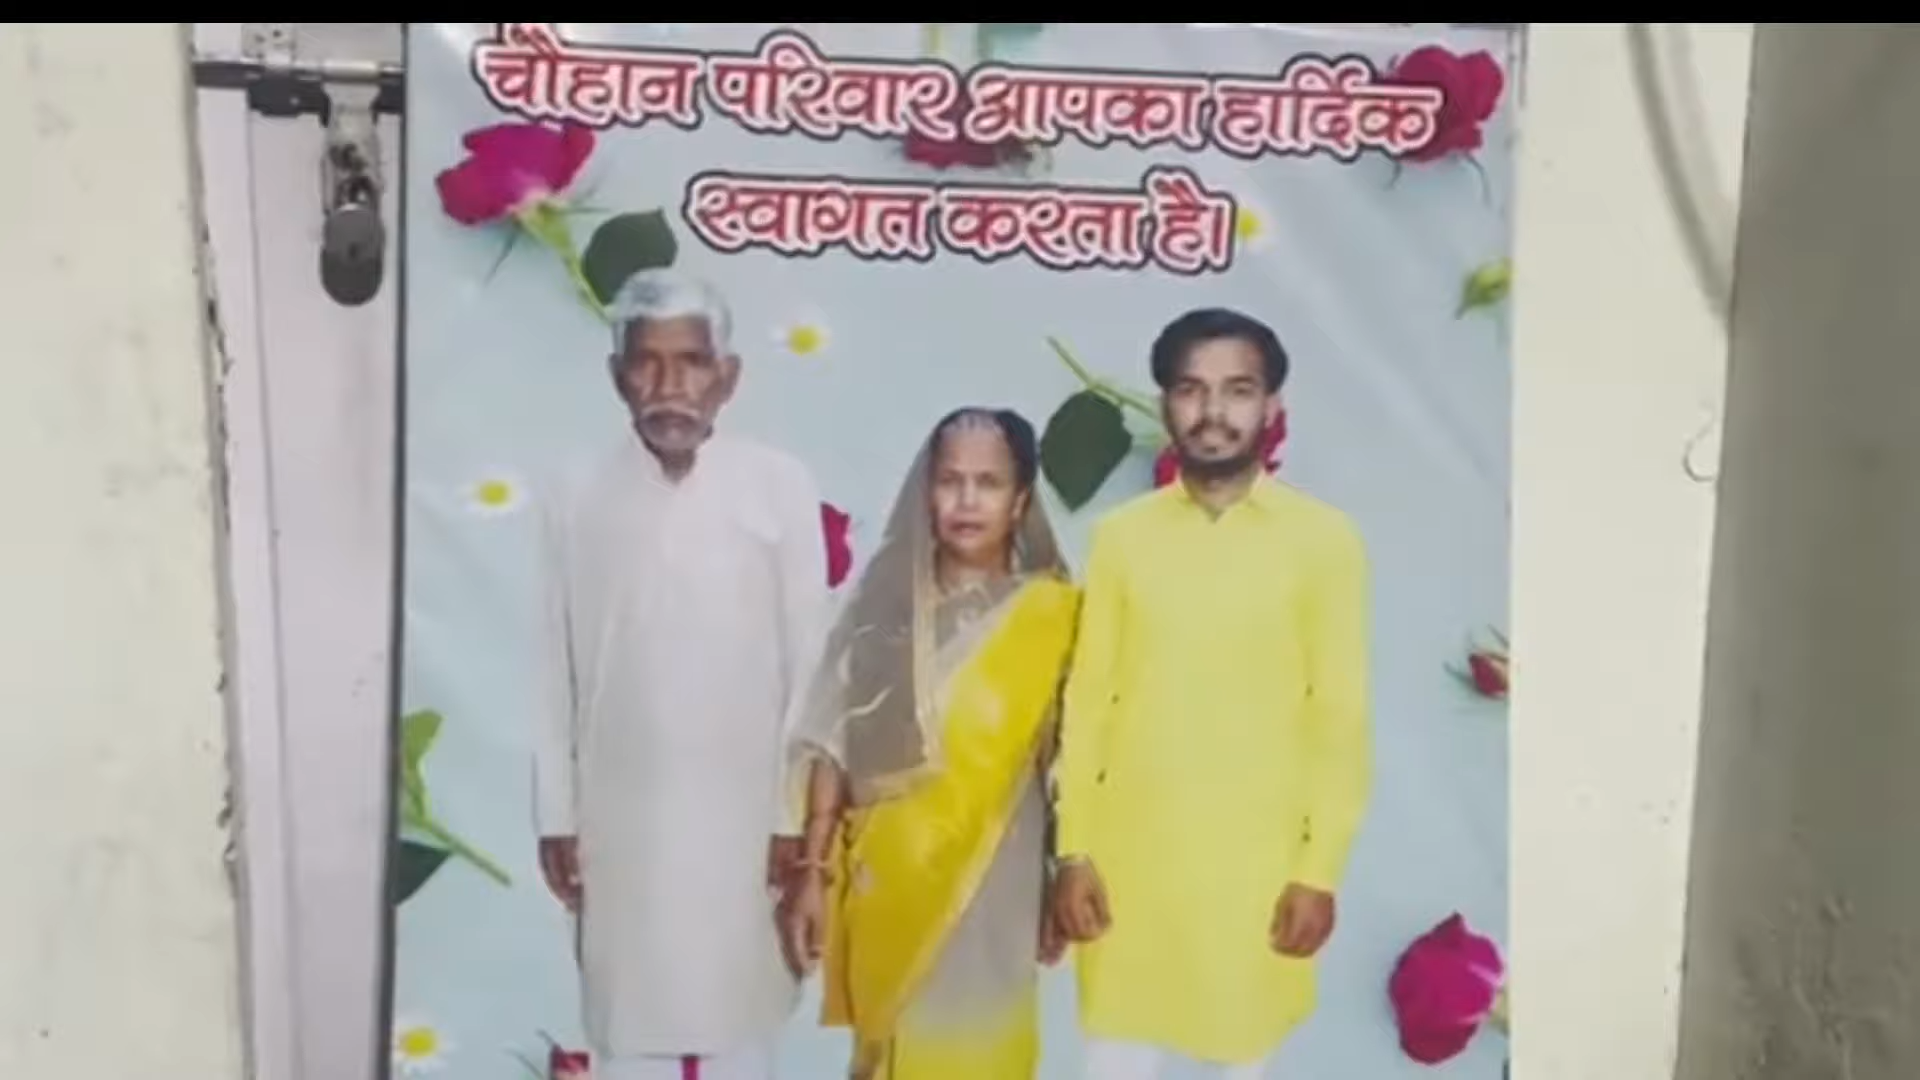 चौहान परिवार आपका हार्दिक
स्वागत करता है।